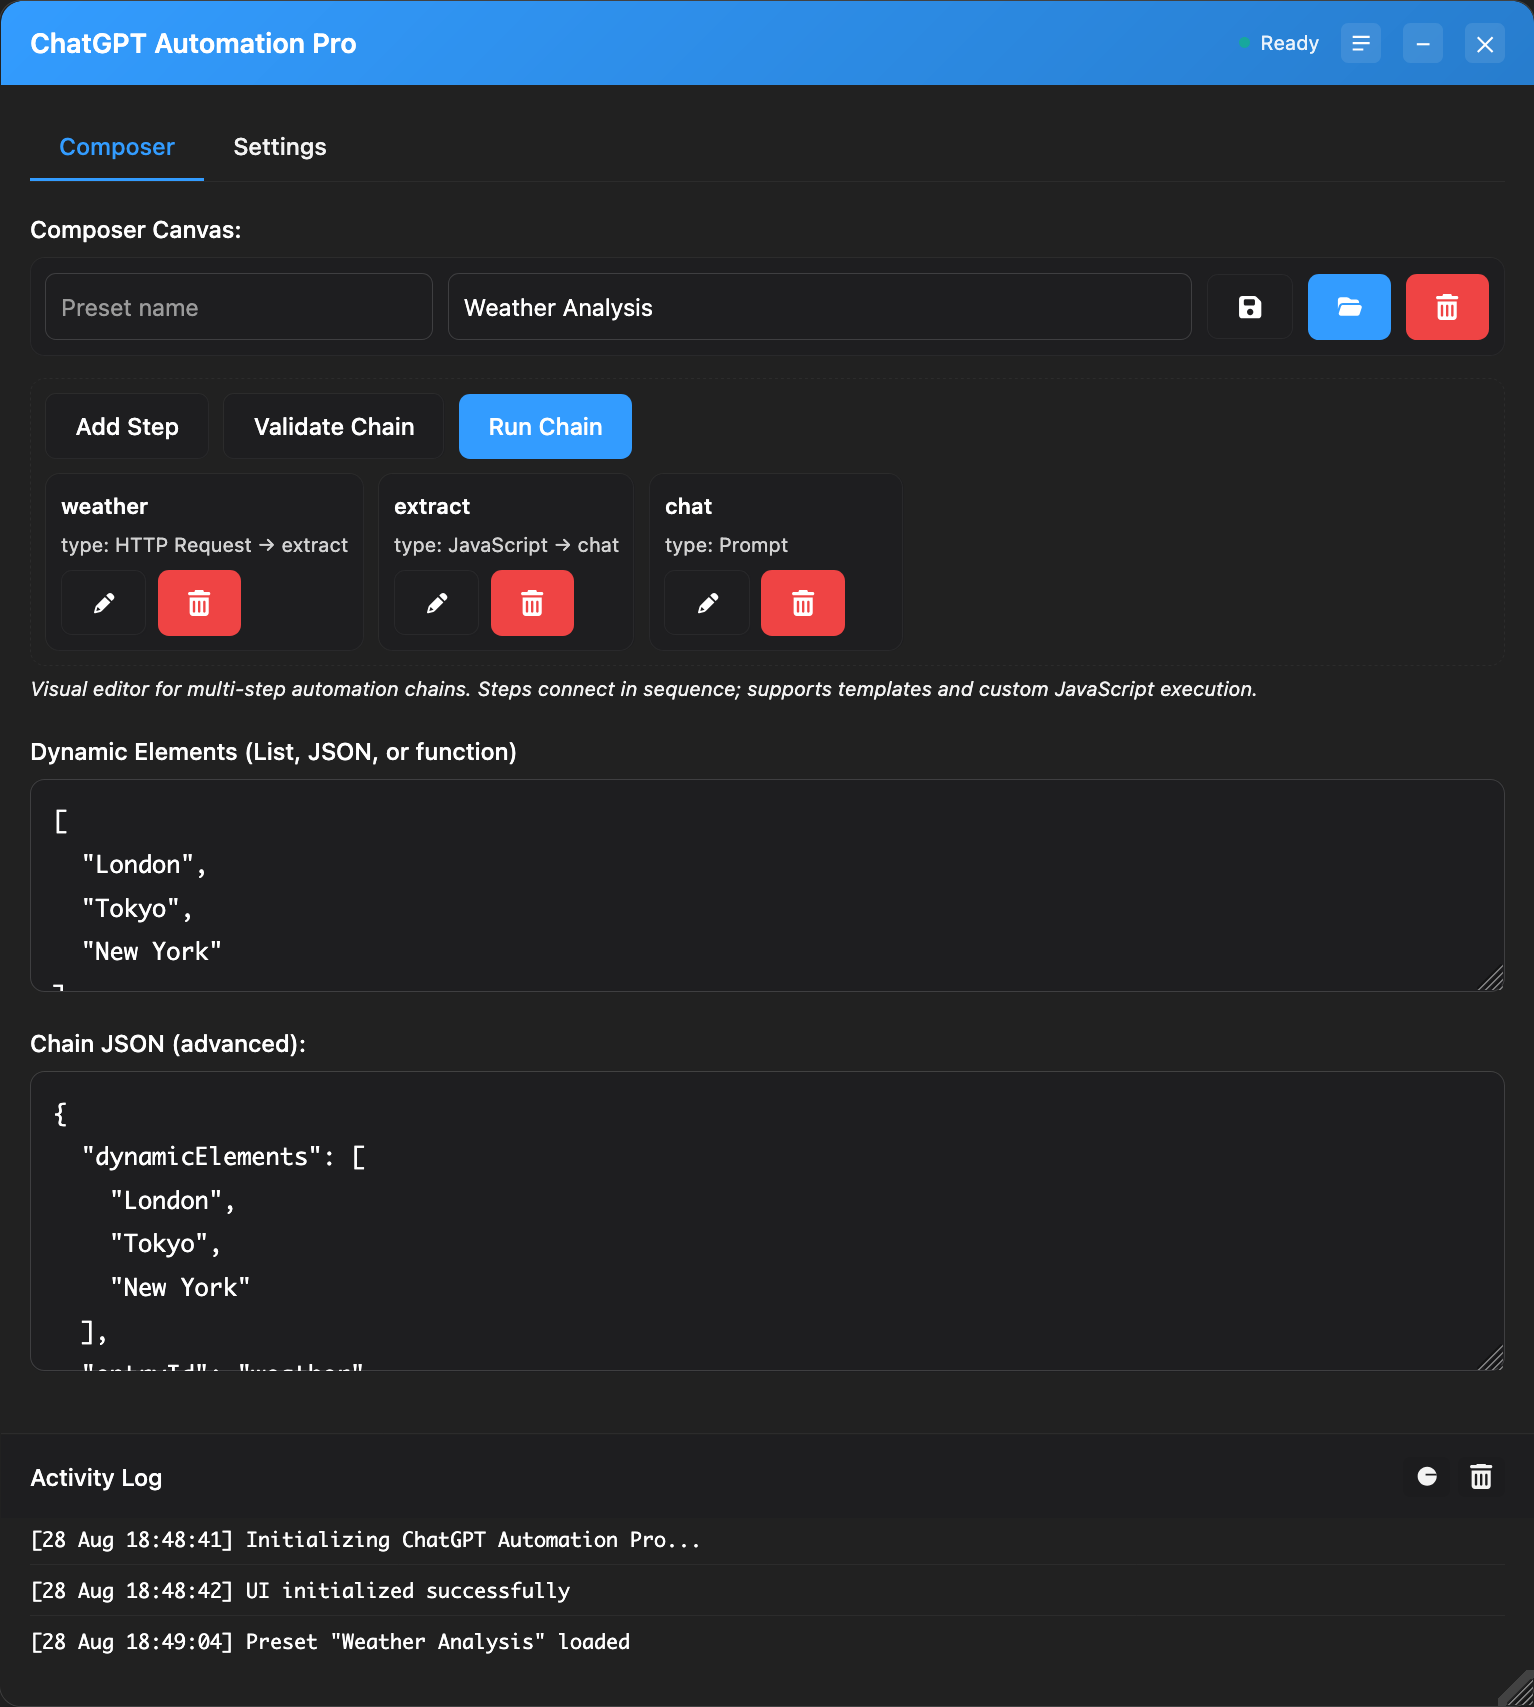 ChatGPT Automation Pro
Ready
Composer
Settings
Composer Canvas:
Preset name
Weather Analysis
Add Step
Validate Chain
Run Chain
weather
type: HTTP Request → extract
extract
type: JavaScript → chat
chat
type: Prompt
Visual editor for multi-step automation chains. Steps connect in sequence; supports templates and custom JavaScript execution.
Dynamic Elements (List, JSON, or function)
[
"London",
"Tokyo",
"New York"
]
Chain JSON (advanced):
{
"dynamicElements": [
"London",
"Tokyo",
"New York"
],
"entryId": "weather"
Activity Log
[28 Aug 18:48:41] Initializing ChatGPT Automation Pro...
[28 Aug 18:48:42] UI initialized successfully
[28 Aug 18:49:04] Preset "Weather Analysis" loaded